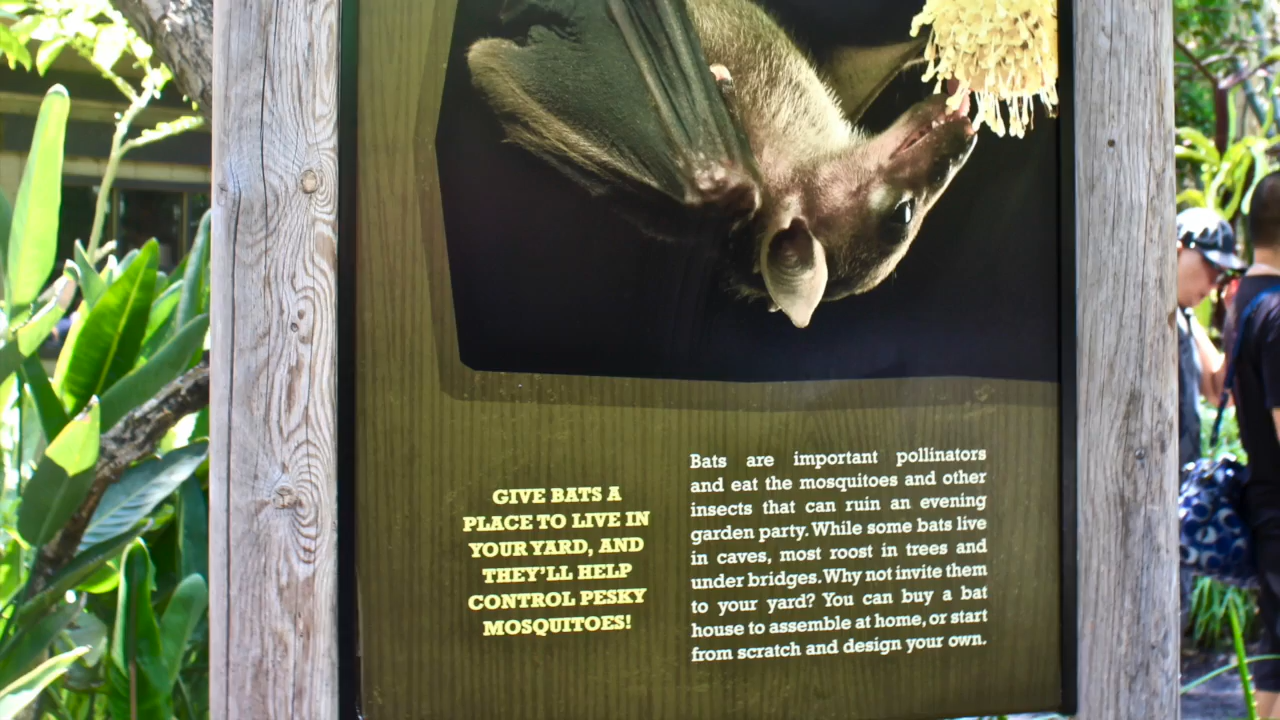 GIVE BATS A
PLACE TO LIVE IN
YOUR YARD, AND
THEY'LL HELP
CONTROL PESKY
MOSQUITOES!
Bats are important pollinators
and eat the mosquitoes and other
insects that can ruin an evening
garden party. While some bats live
in caves, most roost in trees and
under bridges. Why not invite them
to your yard? You can buy a bat
house to assemble at home, or start
from scratch and design your own.